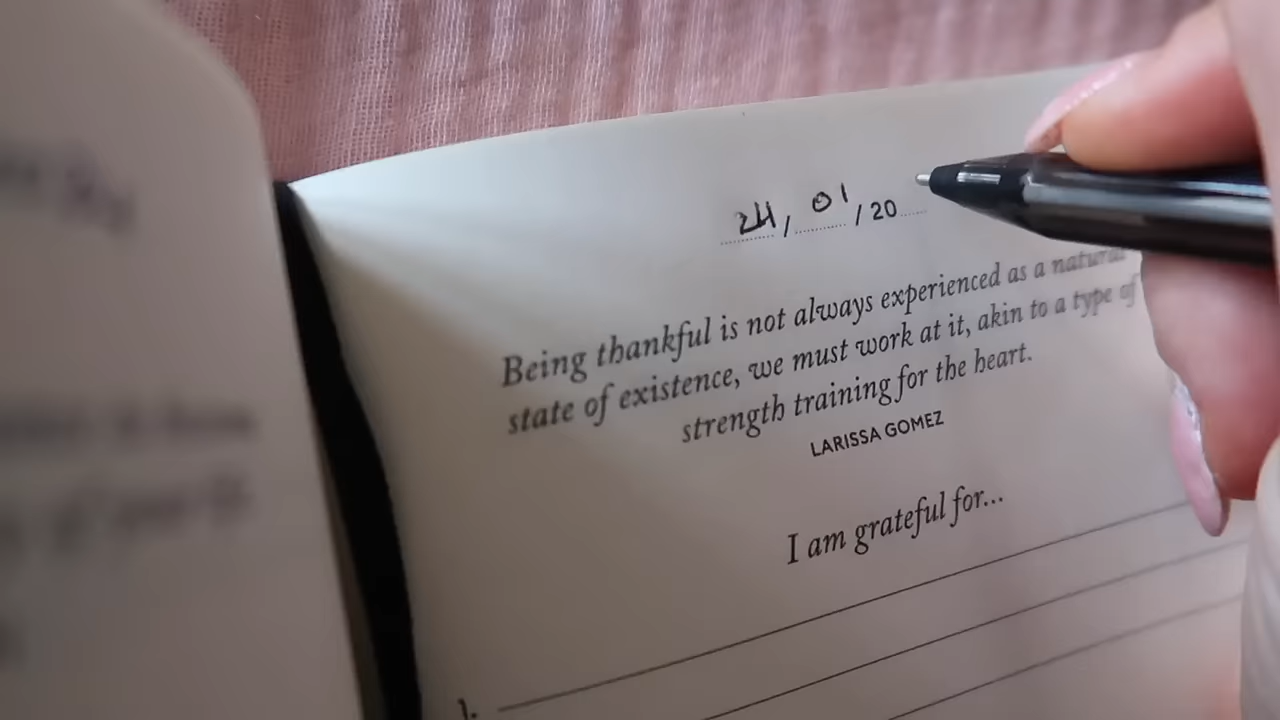 24/01/20
Being thankful is not always experienced as a natural
state of existence, we must work at it, akin to a type of
strength training for the heart.
LARISSA GOMEZ
I am grateful for...
1.